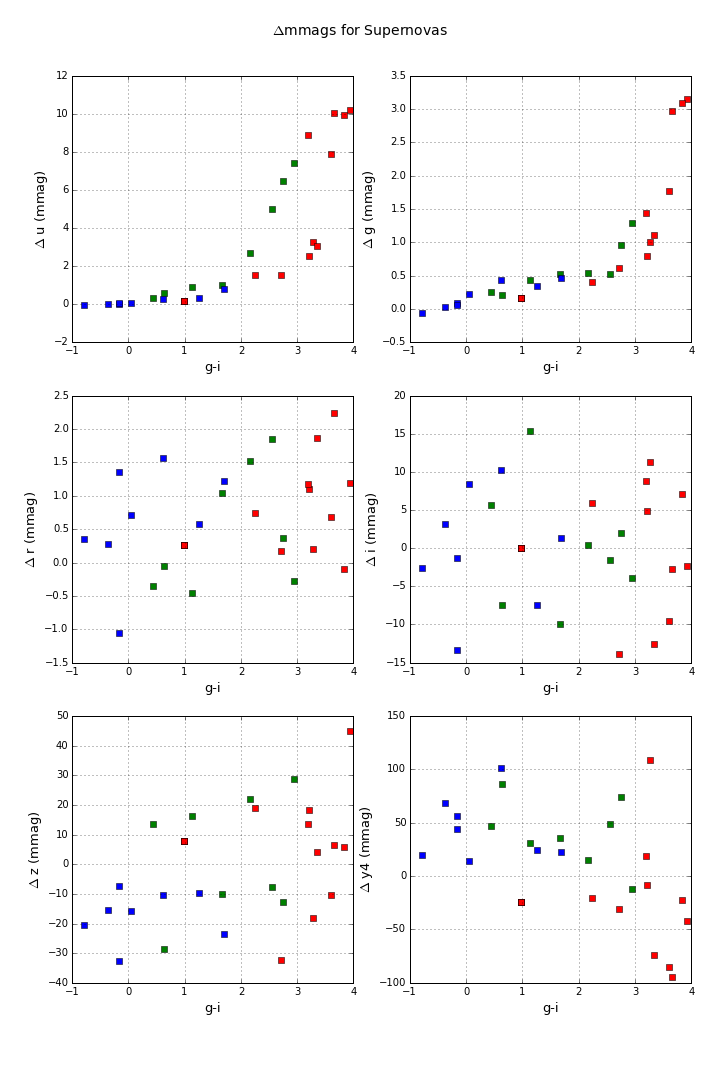 Δmmags for Supernovas
12
10
8
6
4
2
0
−2
Δ u (mmag)
−1 0 1 2 3 4
g-i
3.5
3.0
2.5
2.0
1.5
1.0
0.5
0.0
−0.5
Δ g (mmag)
−1 0 1 2 3 4
g-i
2.5
2.0
1.5
1.0
0.5
0.0
−0.5
−1.0
−1.5
Δ r (mmag)
−1 0 1 2 3 4
g-i
20
15
10
5
0
−5
−10
−15
Δ i (mmag)
−1 0 1 2 3 4
g-i
50
40
30
20
10
0
−10
−20
−30
−40
Δ z (mmag)
−1 0 1 2 3 4
g-i
150
100
50
0
−50
−100
Δ y4 (mmag)
−1 0 1 2 3 4
g-i